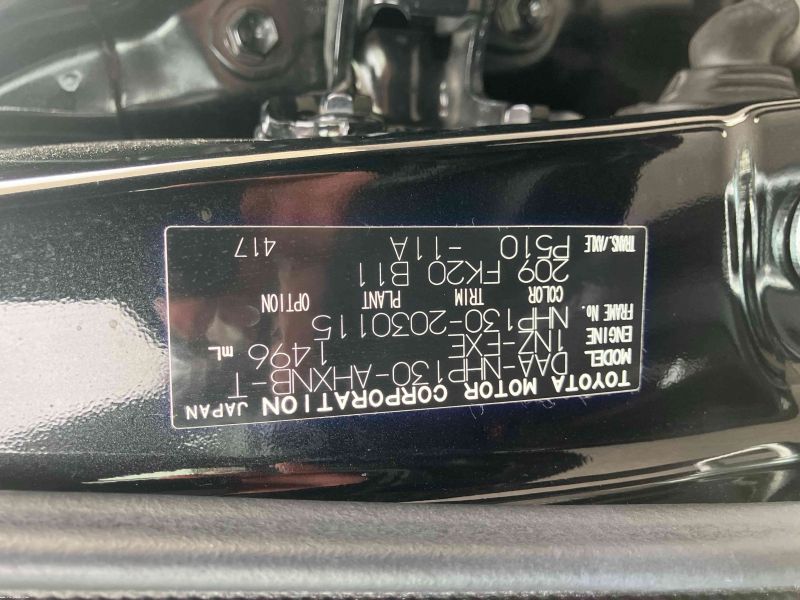 TOYOTA MOTOR CORPORATION JAPAN
MODEL DAA-NHP130-AHXNB-T
ENGINE 1NZ-EXE 1496 mL
FRAME No. NHP130-2030115
COLOR TRIM PLANT OPTION
209 FK20 B11
TRANS./AXLE P510 -11A 417